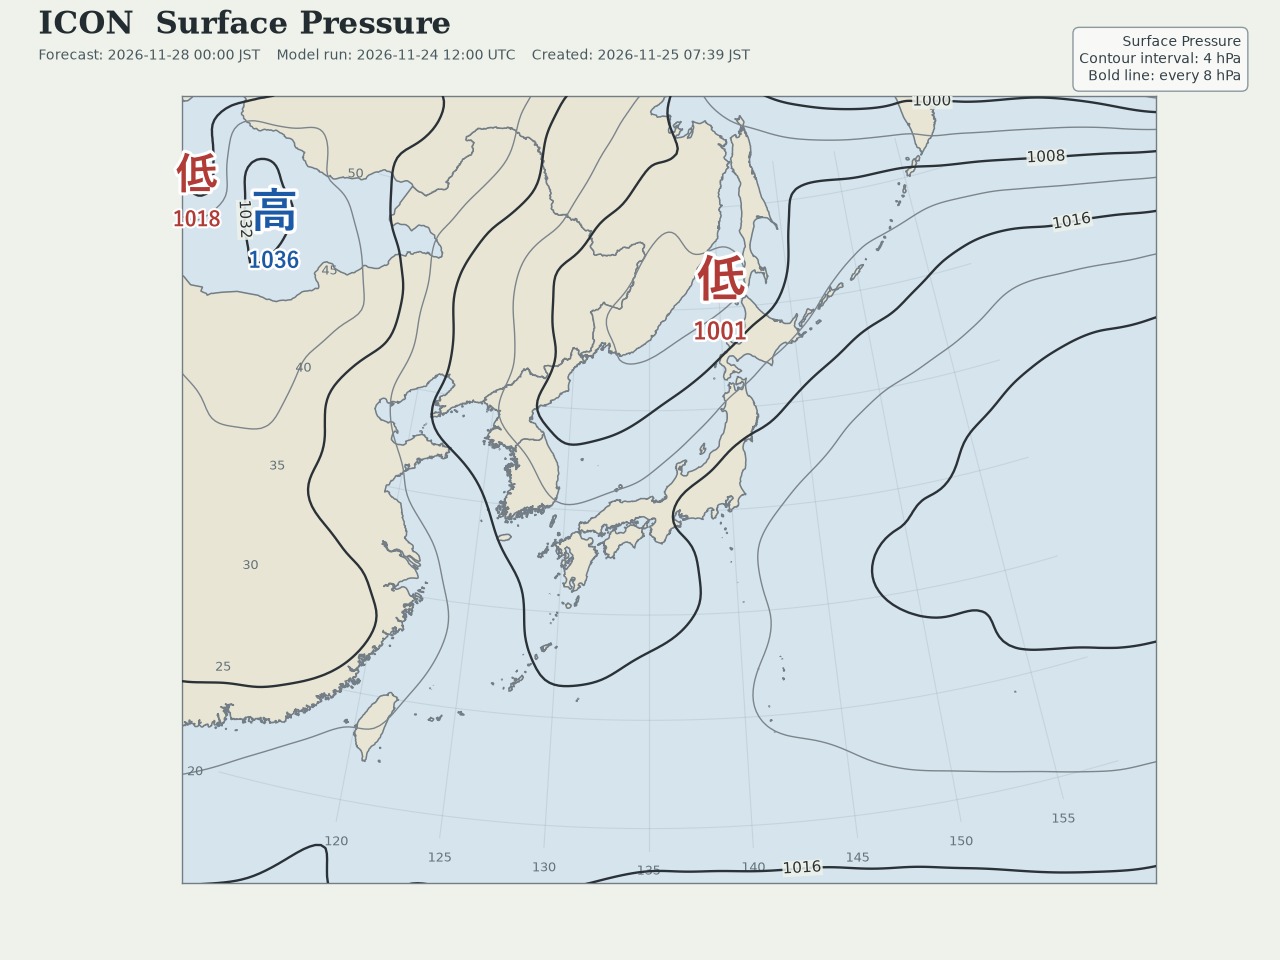 ICON  Surface Pressure
Forecast: 2026-11-28 00:00 JST    Model run: 2026-11-24 12:00 UTC    Created: 2026-11-25 07:39 JST
Surface Pressure
Contour interval: 4 hPa
Bold line: every 8 hPa
1000
1008
低
1018
50
1032
高
1036
1016
45
低
1001
40
35
30
25
20
155
120
150
125
145
130
135
140
1016